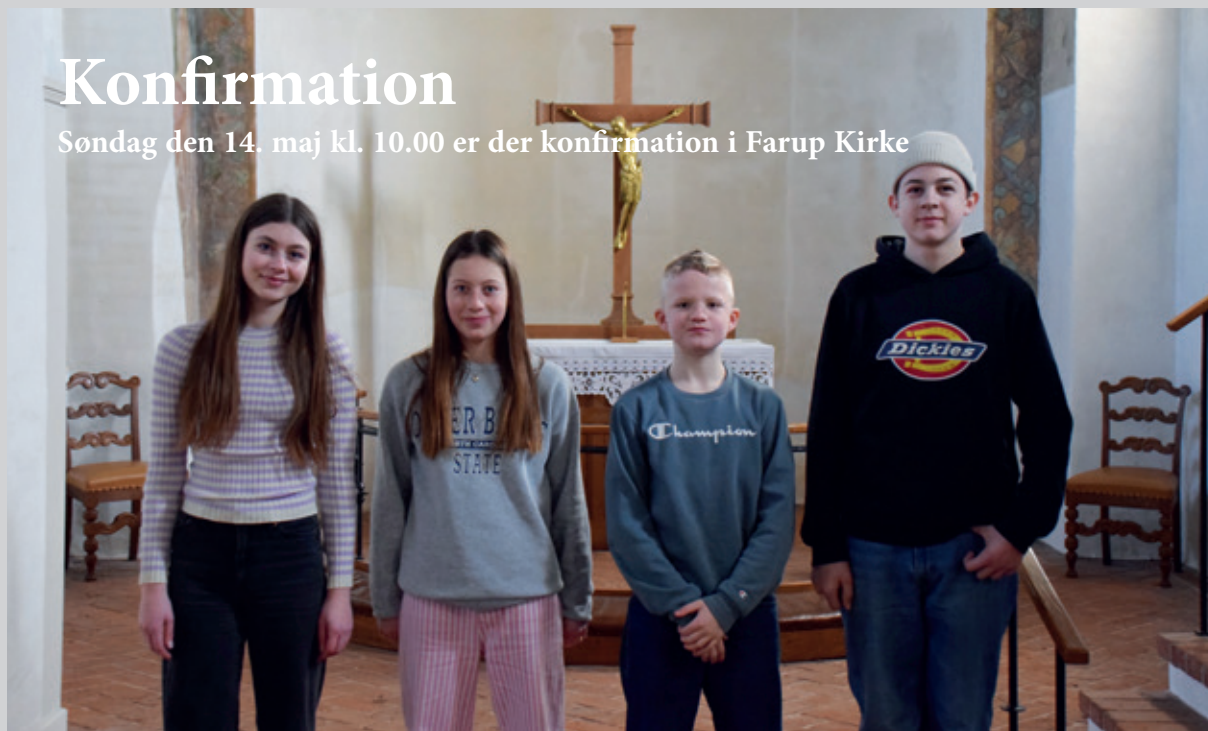 Konfirmation
Søndag den 14. maj kl. 10.00 er der konfirmation i Farup Kirke
Dickies
Champion
STATE